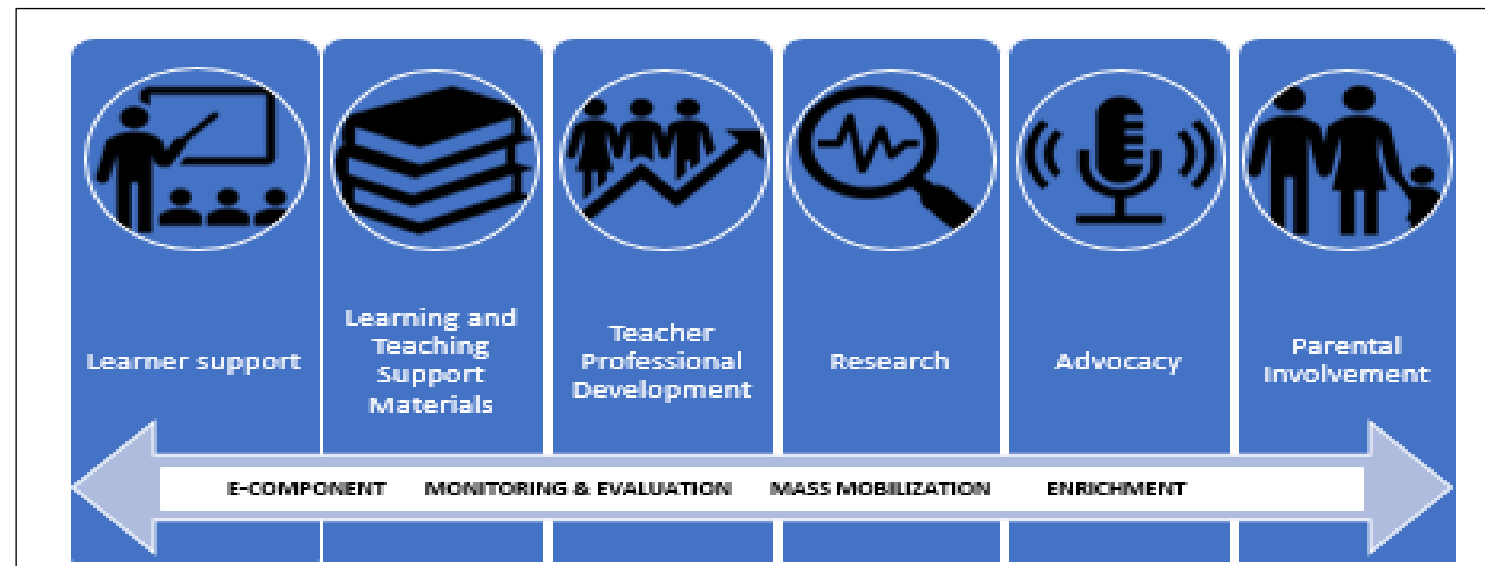 Learner support
Learning and
Teaching
Support
Materials
Teacher
Professional
Development
Research
Advocacy
Parental
Involvement
E-COMPONENT MONITORING & EVALUATION MASS MOBILIZATION ENRICHMENT